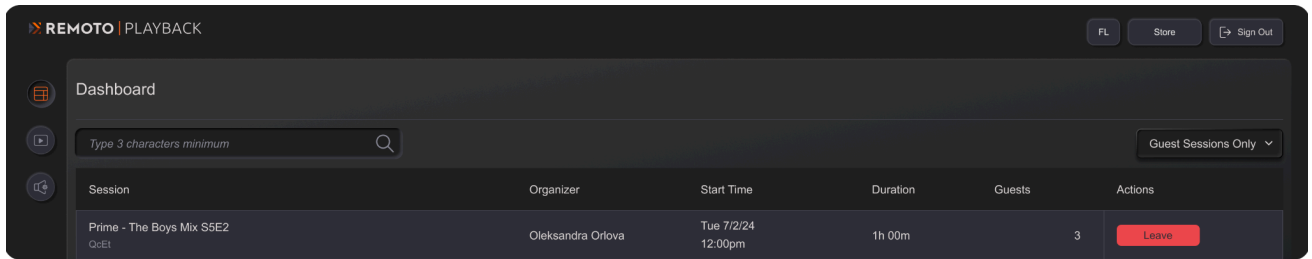 REMOTO | PLAYBACK
FL
Store
Sign Out
Dashboard
Type 3 characters minimum
Guest Sessions Only
Session Organizer Start Time Duration Guests Actions
Prime - The Boys Mix S5E2
QcEt
Oleksandra Orlova
Tue 7/2/24
12:00pm
1h 00m
3
Leave